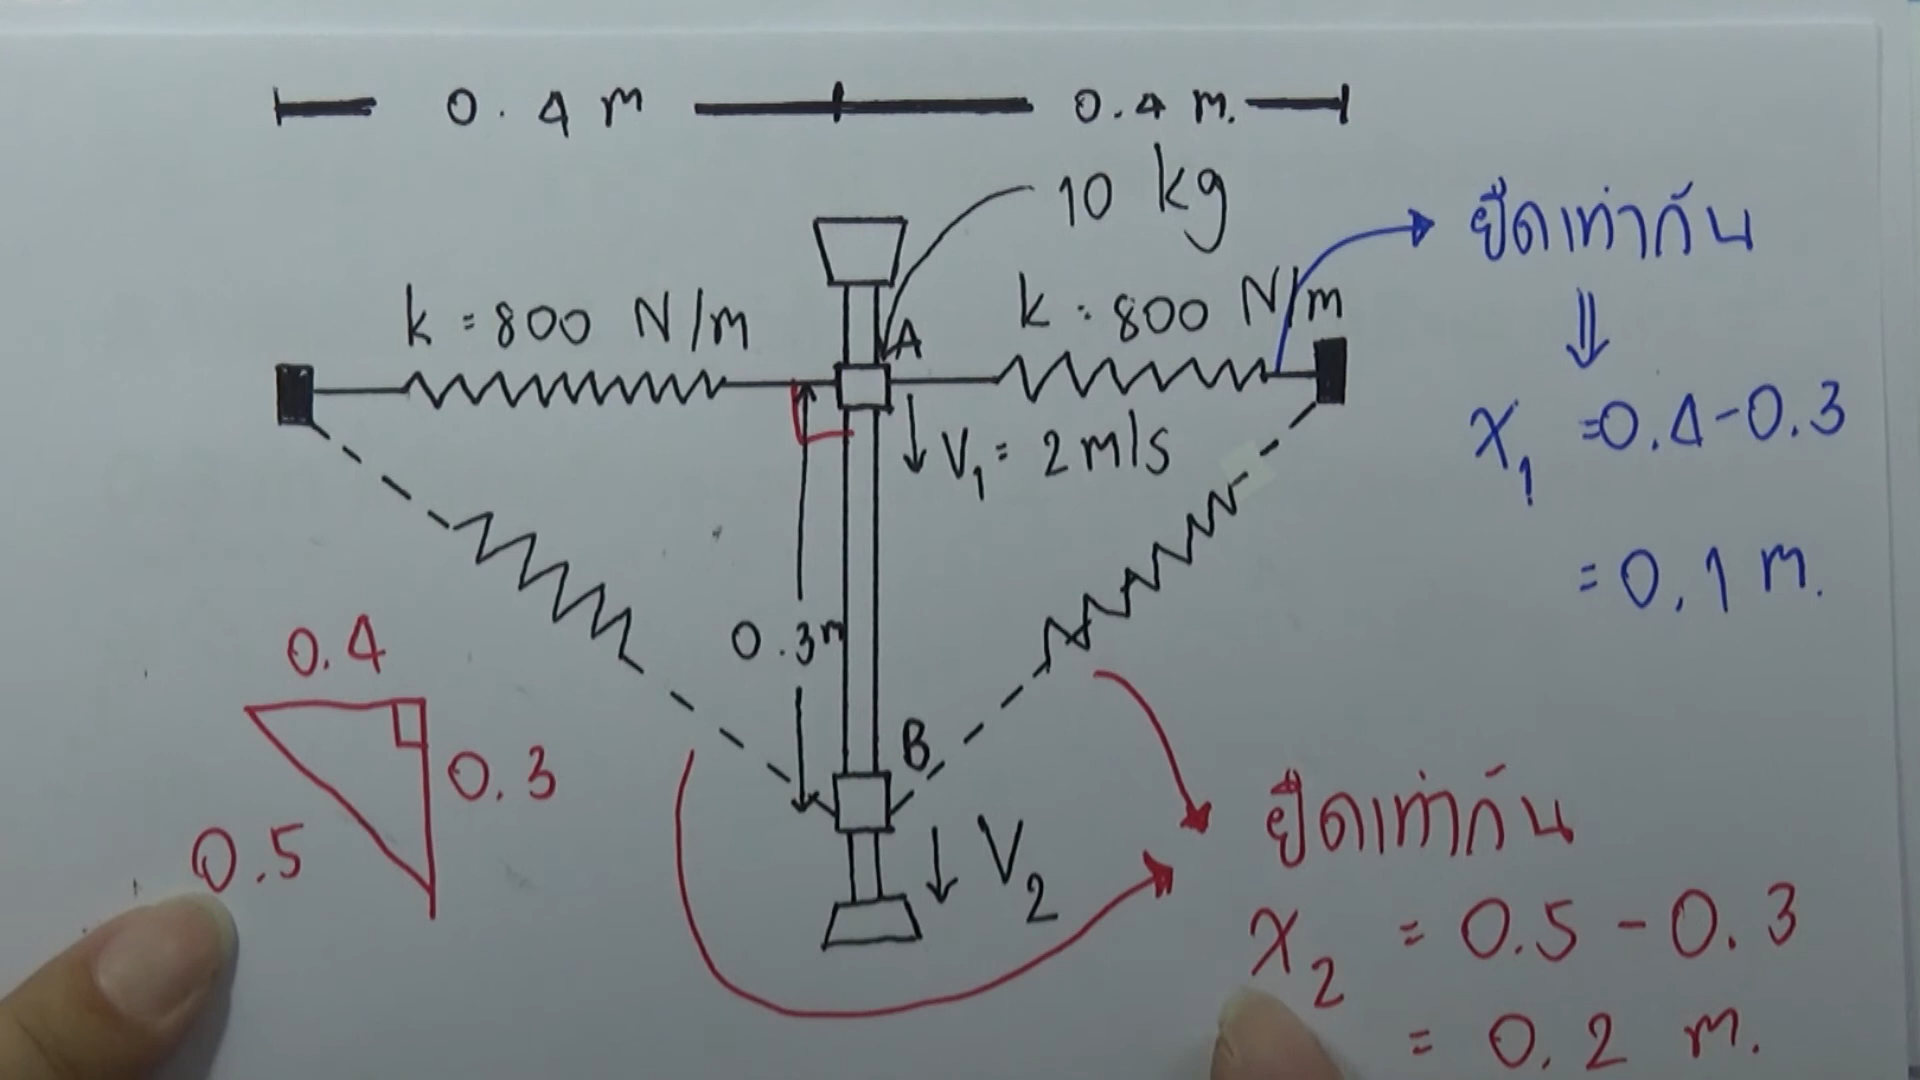 0.4 m
0.4 m.
10 kg
k = 800 N/m
k = 800 N/m
A
V₁ = 2 m/s
0.3m
B
V₂
ยืดเท่ากัน
x₁ = 0.4 - 0.3
= 0.1 m.
0.4
0.3
0.5
ยืดเท่ากัน
x₂ = 0.5 - 0.3
= 0.2 m.